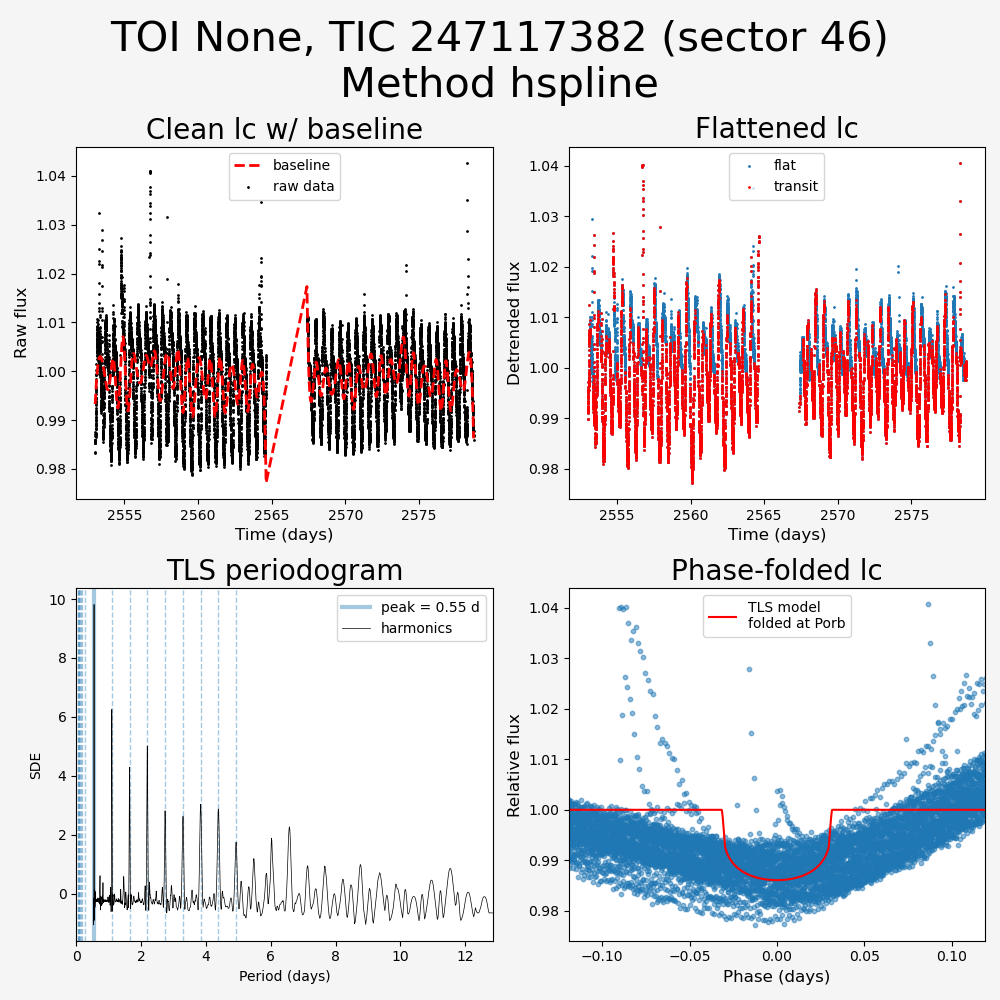 TOI None, TIC 247117382 (sector 46)
Method hspline
Clean lc w/ baseline
baseline
raw data
1.04
1.03
1.02
1.01
1.00
0.99
0.98
Raw flux
2555
2560
2565
2570
2575
Time (days)
Flattened lc
flat
transit
1.04
1.03
1.02
1.01
1.00
0.99
0.98
Detrended flux
2555
2560
2565
2570
2575
Time (days)
TLS periodogram
peak = 0.55 d
harmonics
10
8
6
4
2
0
SDE
0
2
4
6
8
10
12
Period (days)
Phase-folded lc
TLS model
folded at Porb
1.04
1.03
1.02
1.01
1.00
0.99
0.98
Relative flux
−0.10
−0.05
0.00
0.05
0.10
Phase (days)